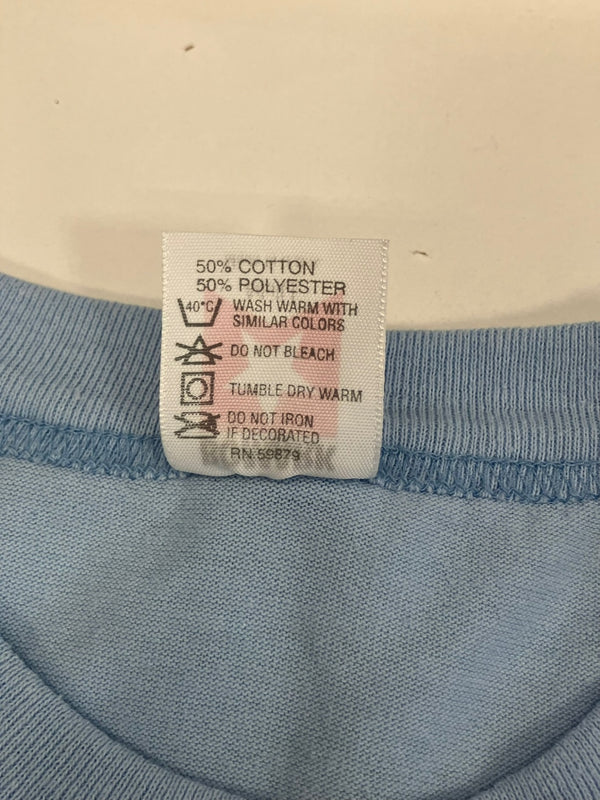 50% COTTON
50% POLYESTER
40°C WASH WARM WITH
SIMILAR COLORS
DO NOT BLEACH
TUMBLE DRY WARM
DO NOT IRON
IF DECORATED
RN 59879